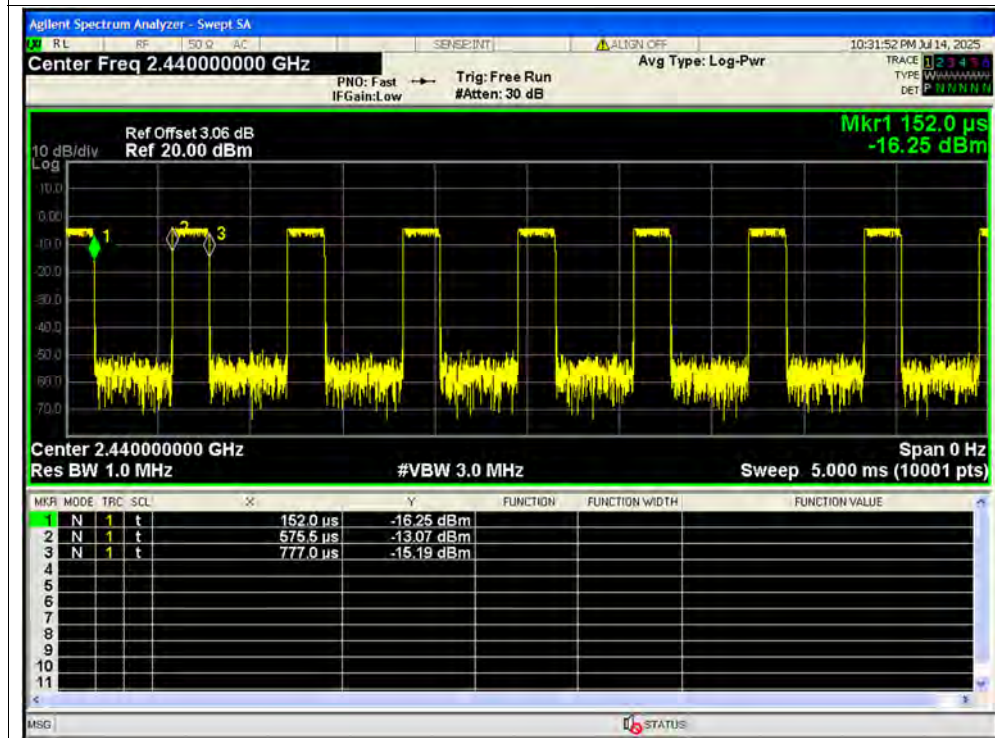 Agilent Spectrum Analyzer - Swept SA
RL RF 50 Ω AC SENSE:INT ALIGN OFF 10:31:52 PM Jul 14, 2025
Center Freq 2.440000000 GHz Avg Type: Log-Pwr TRACE 1 2 3 4 5 6
PNO: Fast Trig: Free Run TYPE W
IFGain:Low #Atten: 30 dB DET P N N N N N
Mkr1 152.0 µs
Ref Offset 3.06 dB
10 dB/div Ref 20.00 dBm -16.25 dBm
Log
10.0
0.00
-10.0
-20.0
-30.0
-40.0
-50.0
-60.0
-70.0
1 2 3
Center 2.440000000 GHz Span 0 Hz
Res BW 1.0 MHz #VBW 3.0 MHz Sweep 5.000 ms (10001 pts)
MKR MODE TRC SCL X Y FUNCTION FUNCTION WIDTH FUNCTION VALUE
1 N 1 t 152.0 µs -16.25 dBm
2 N 1 t 575.5 µs -13.07 dBm
3 N 1 t 777.0 µs -15.19 dBm
4
5
6
7
8
9
10
11
MSG STATUS